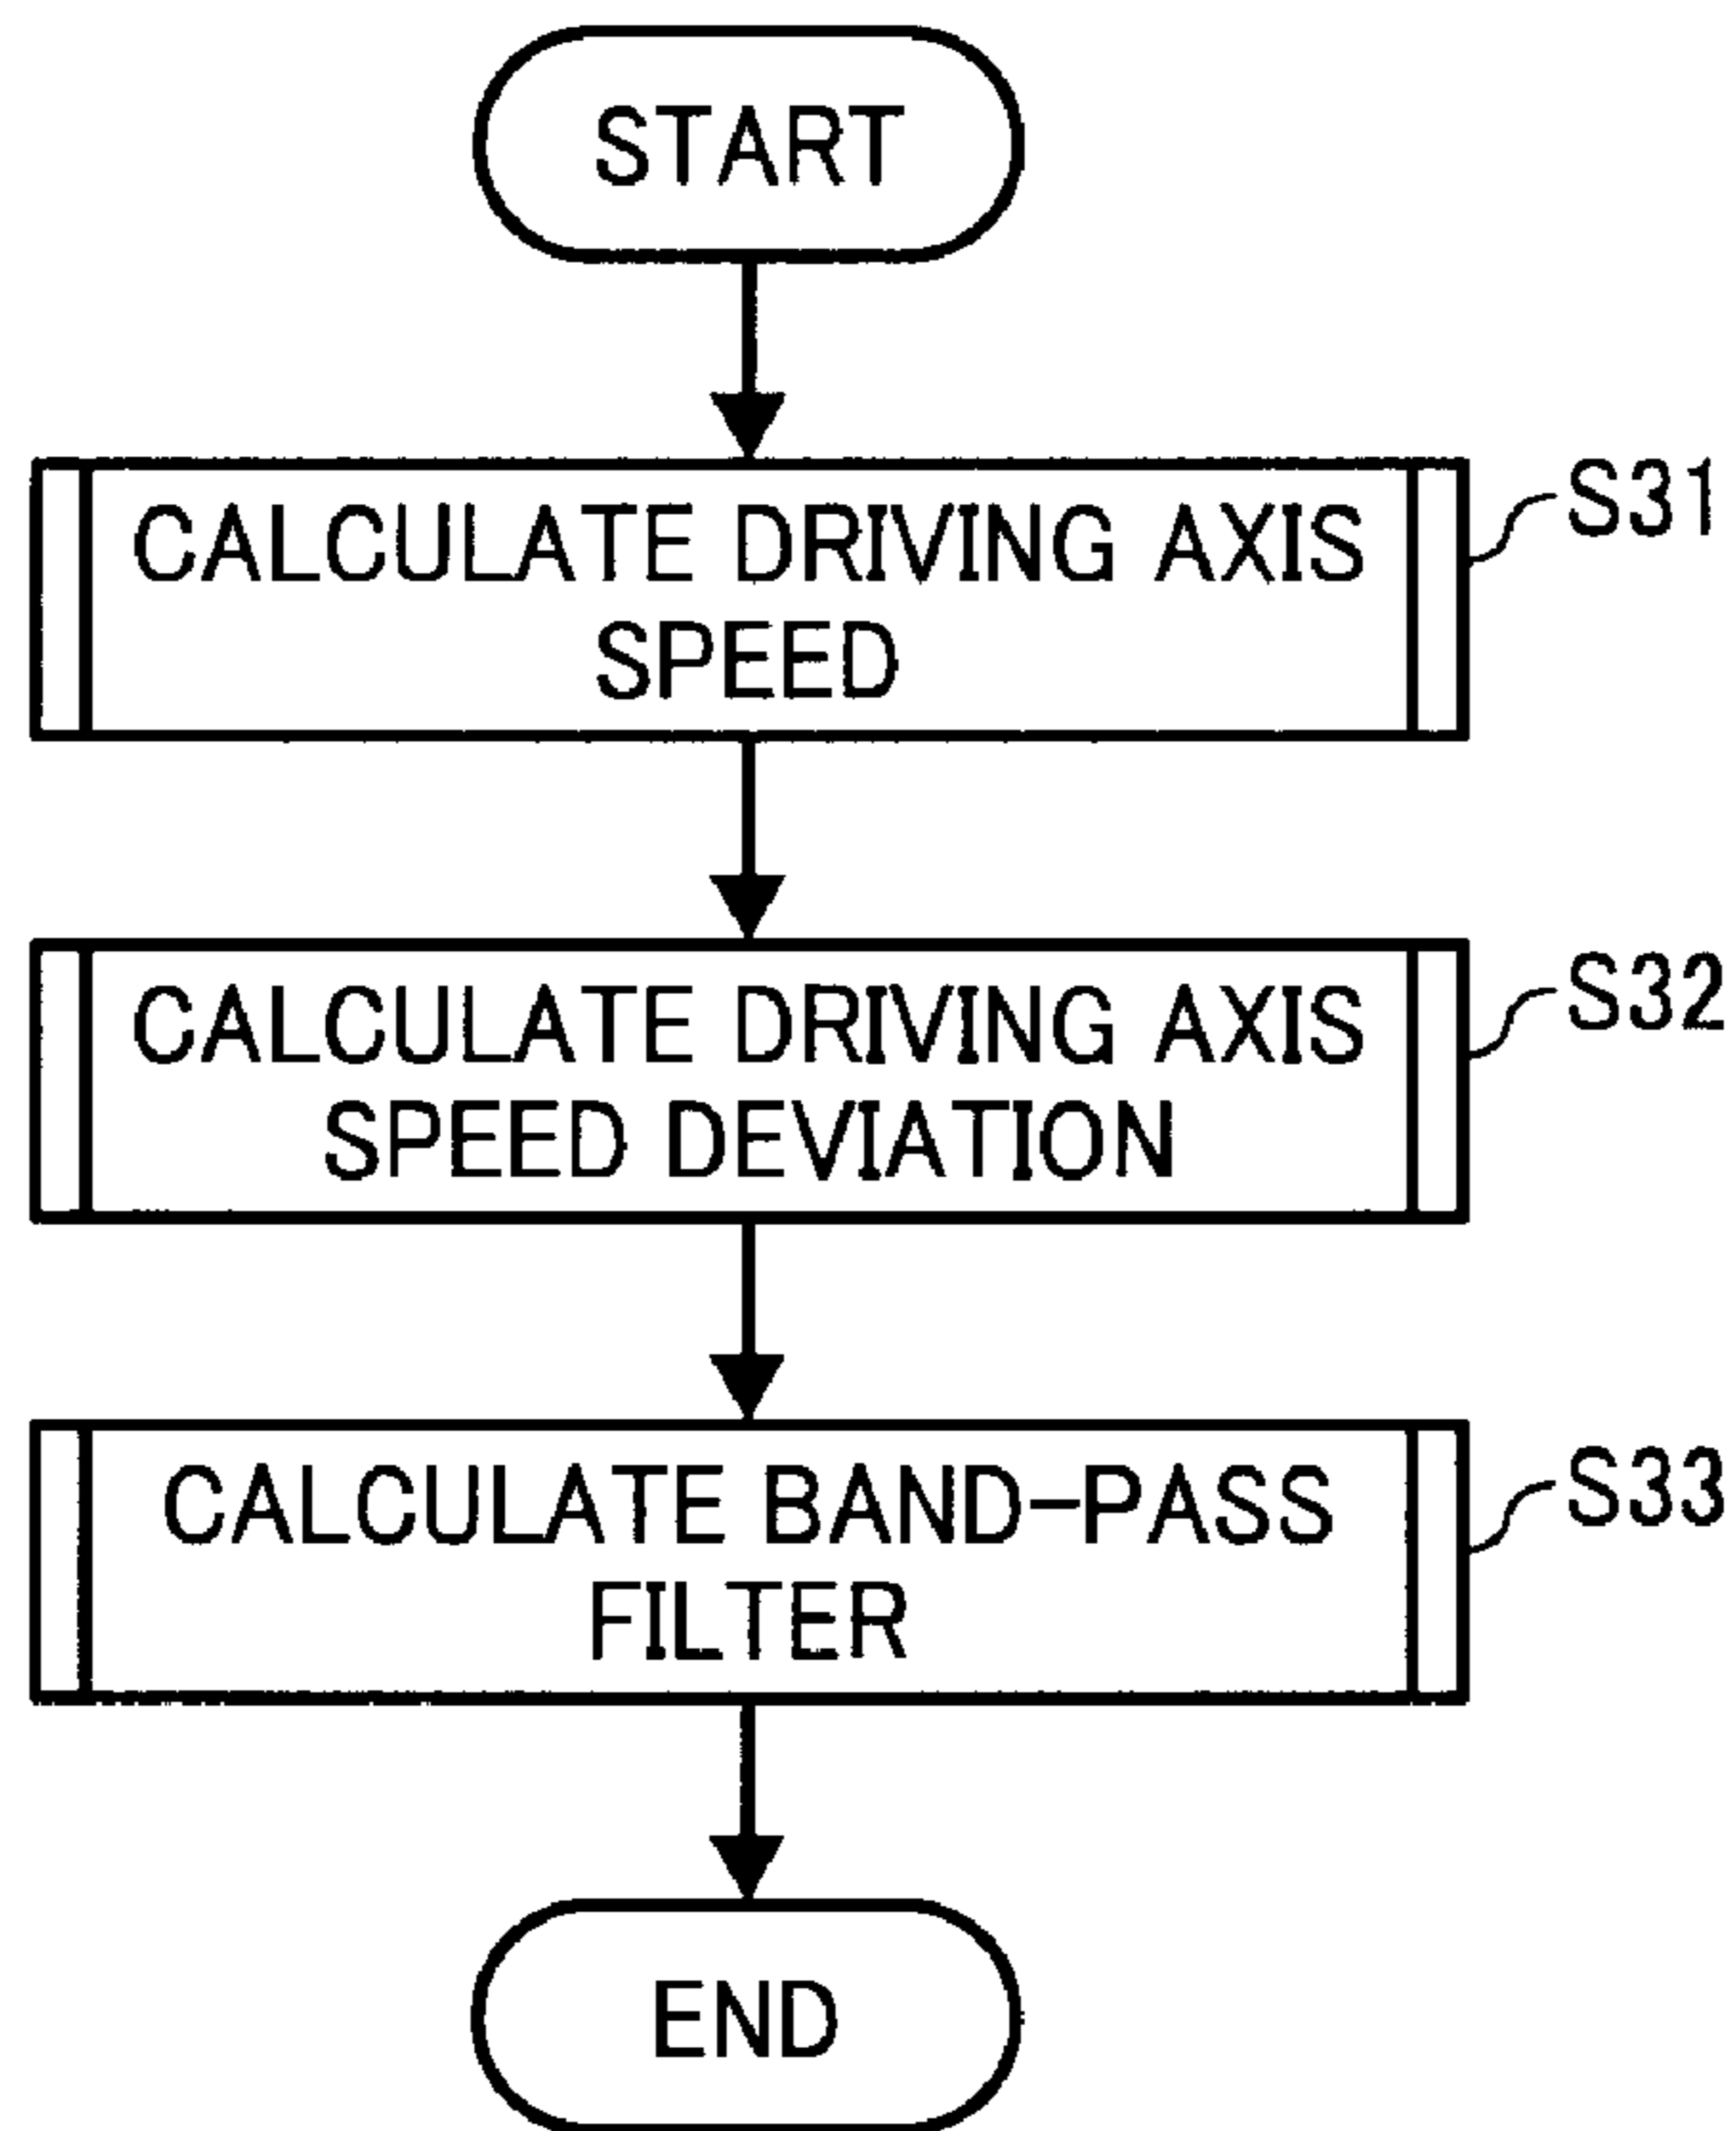 START
CALCULATE DRIVING AXIS
SPEED
S31
CALCULATE DRIVING AXIS
SPEED DEVIATION
S32
CALCULATE BAND-PASS
FILTER
S33
END